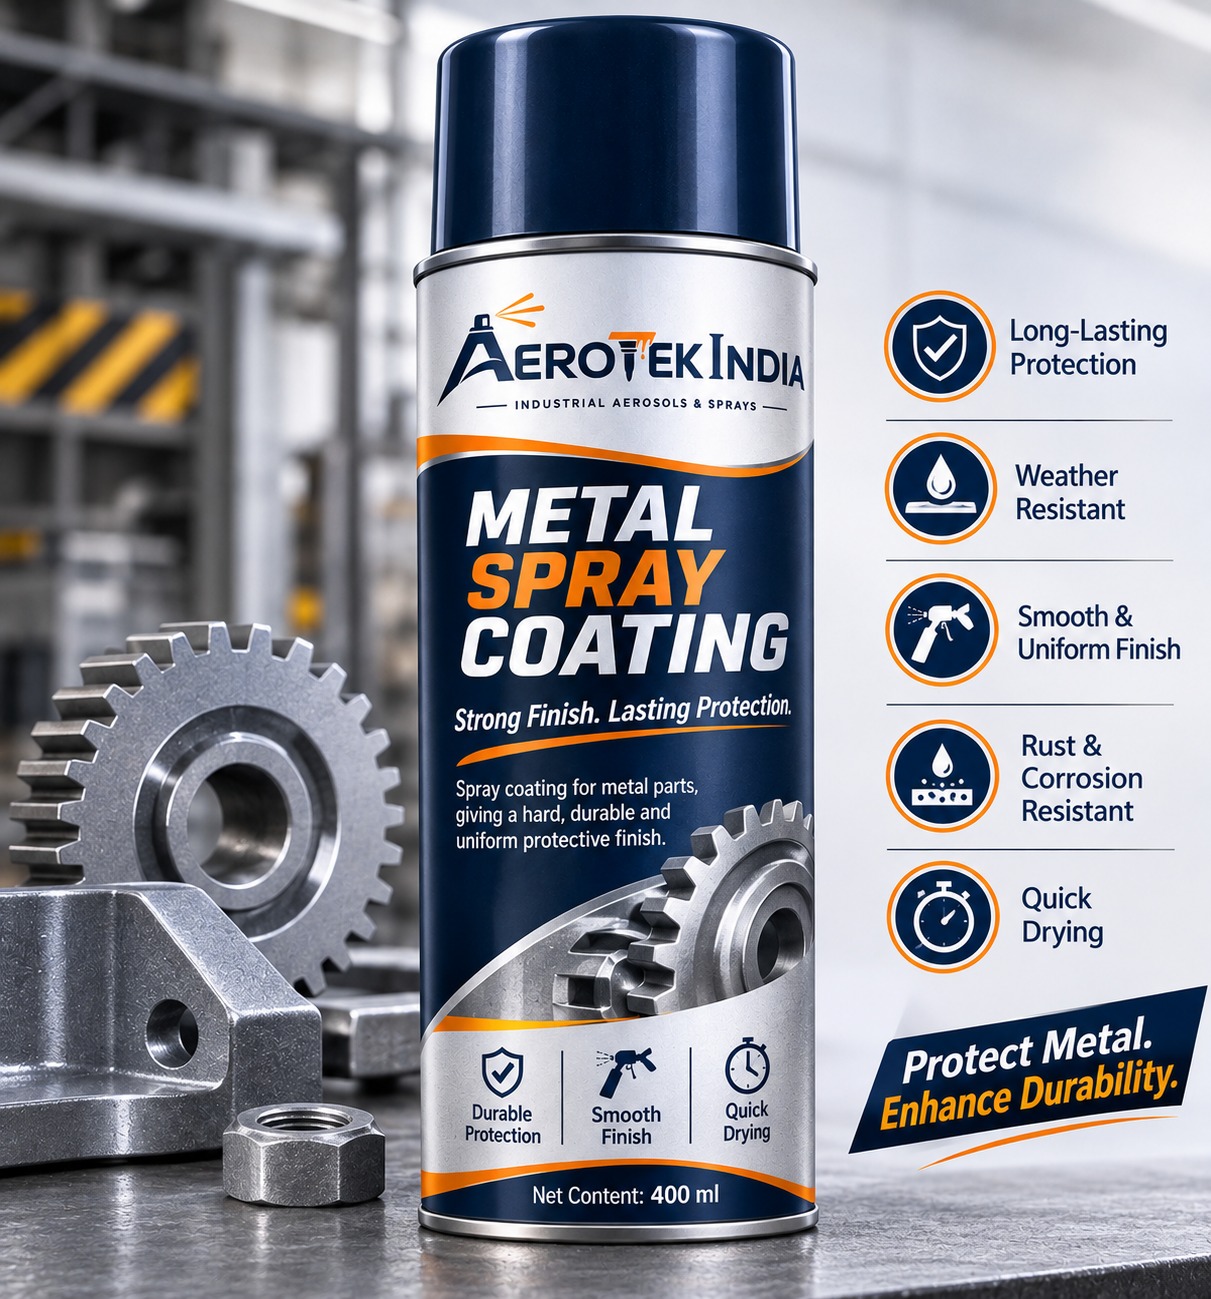 AEROTEK INDIA
INDUSTRIAL AEROSOLS & SPRAYS
METAL
SPRAY
COATING
Strong Finish. Lasting Protection.
Spray coating for metal parts,
giving a hard, durable and
uniform protective finish.
Durable
Protection
Smooth
Finish
Quick
Drying
Net Content: 400 ml
Long-Lasting
Protection
Weather
Resistant
Smooth &
Uniform Finish
Rust &
Corrosion
Resistant
Quick
Drying
Protect Metal.
Enhance Durability.